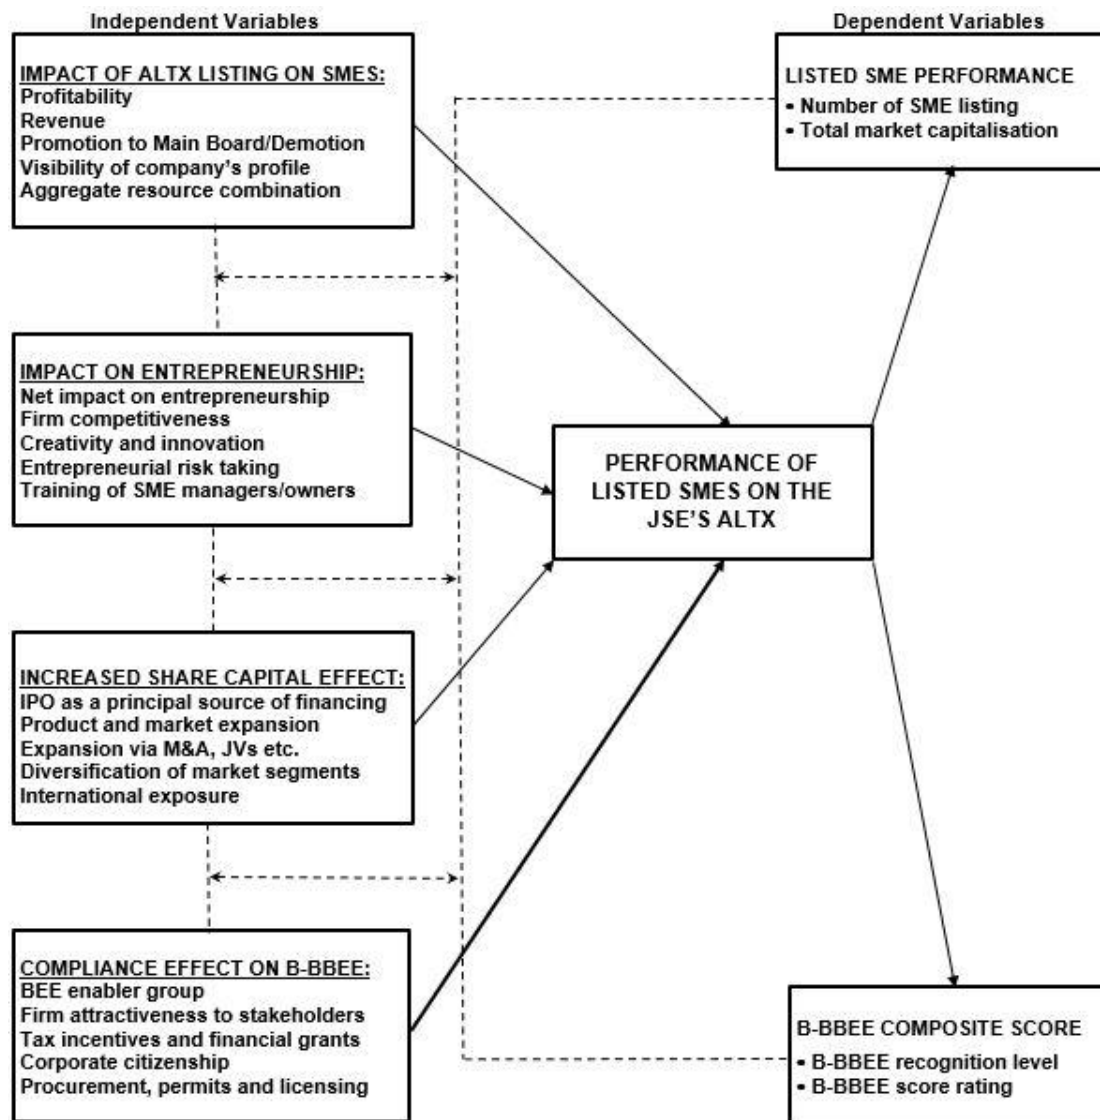 Independent Variables
Dependent Variables
IMPACT OF ALTX LISTING ON SMES:
Profitability
Revenue
Promotion to Main Board/Demotion
Visibility of company's profile
Aggregate resource combination
LISTED SME PERFORMANCE
• Number of SME listing
• Total market capitalisation
IMPACT ON ENTREPRENEURSHIP:
Net impact on entrepreneurship
Firm competitiveness
Creativity and innovation
Entrepreneurial risk taking
Training of SME managers/owners
PERFORMANCE OF
LISTED SMES ON THE
JSE'S ALTX
INCREASED SHARE CAPITAL EFFECT:
IPO as a principal source of financing
Product and market expansion
Expansion via M&A, JVs etc.
Diversification of market segments
International exposure
COMPLIANCE EFFECT ON B-BBEE:
BEE enabler group
Firm attractiveness to stakeholders
Tax incentives and financial grants
Corporate citizenship
Procurement, permits and licensing
B-BBEE COMPOSITE SCORE
• B-BBEE recognition level
• B-BBEE score rating